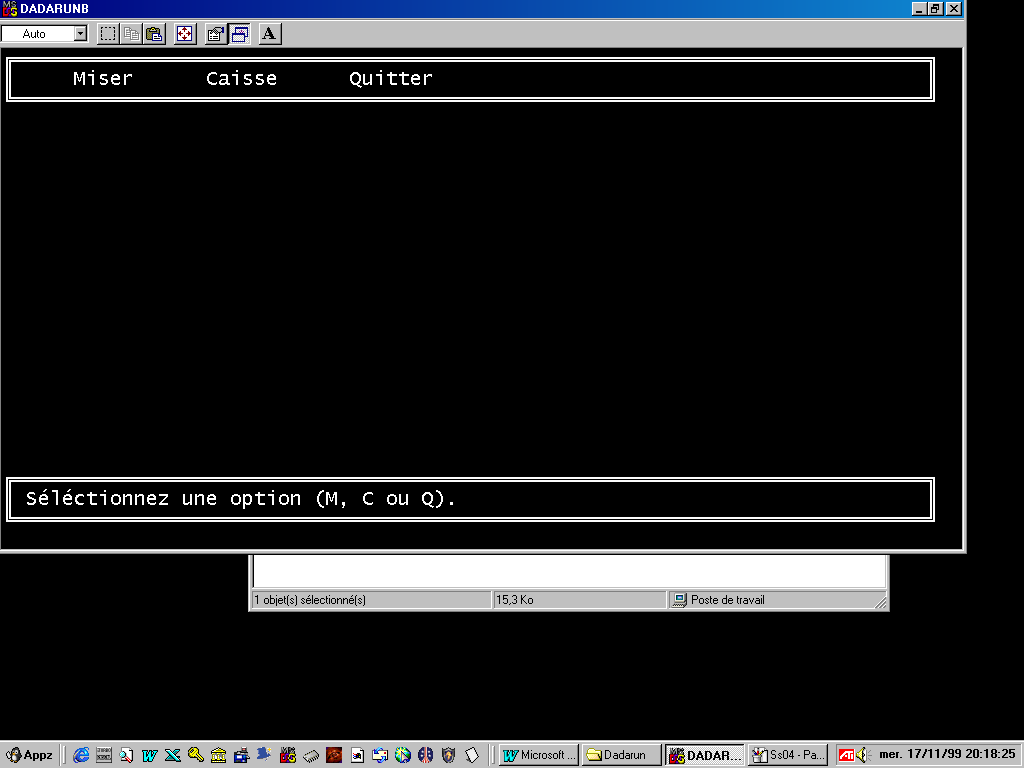 DADARUNB
Auto
A
Miser Caisse Quitter
Séléctionnez une option (M, C ou Q).
1 objet(s) sélectionné(s) 15,3 Ko Poste de travail
Appz Microsoft ... Dadarun DADAR... Ss04 - Pa... mer. 17/11/99 20:18:25